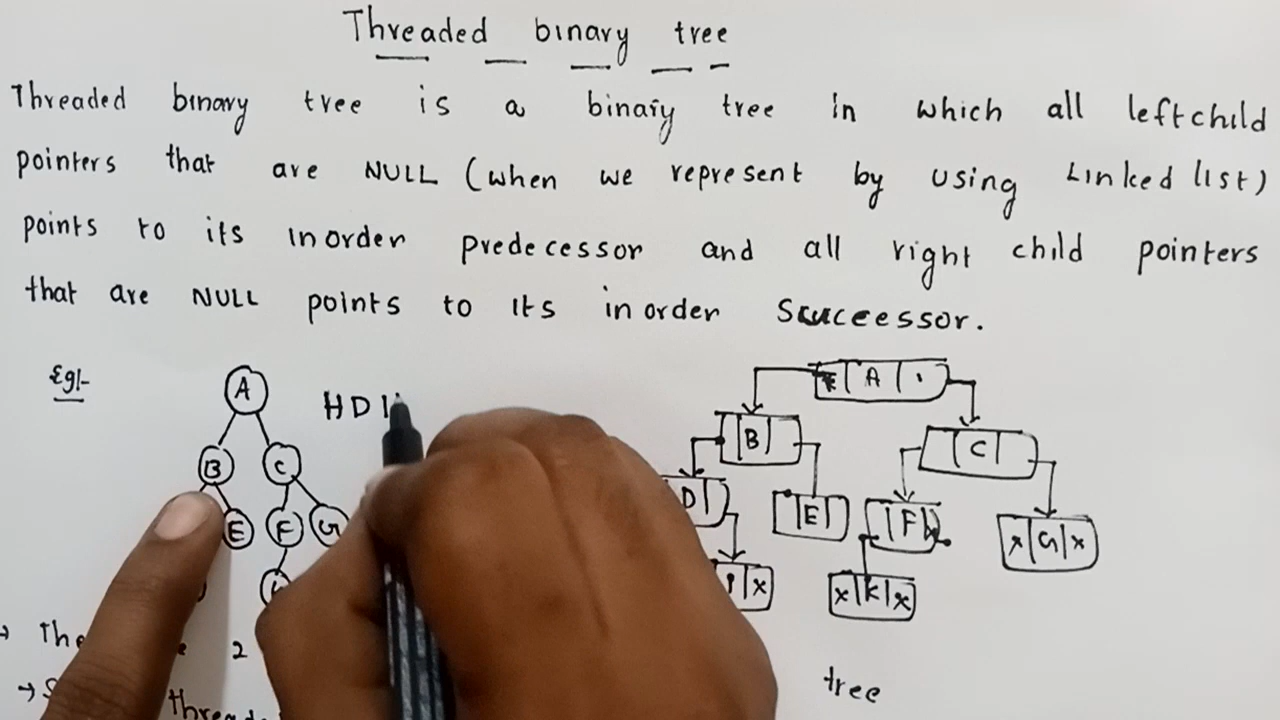 Threaded binary tree
Threaded binary tree is a binary tree in which all leftchild
pointers that are NULL (when we represent by using Linked list)
points to its inorder predecessor and all right child pointers
that are NULL points to its inorder Successor.
Eg:-
A
H D I
A
B
C
B
C
D
E
F
G
E
F
G
x
x
x
x
K
x
2
tree